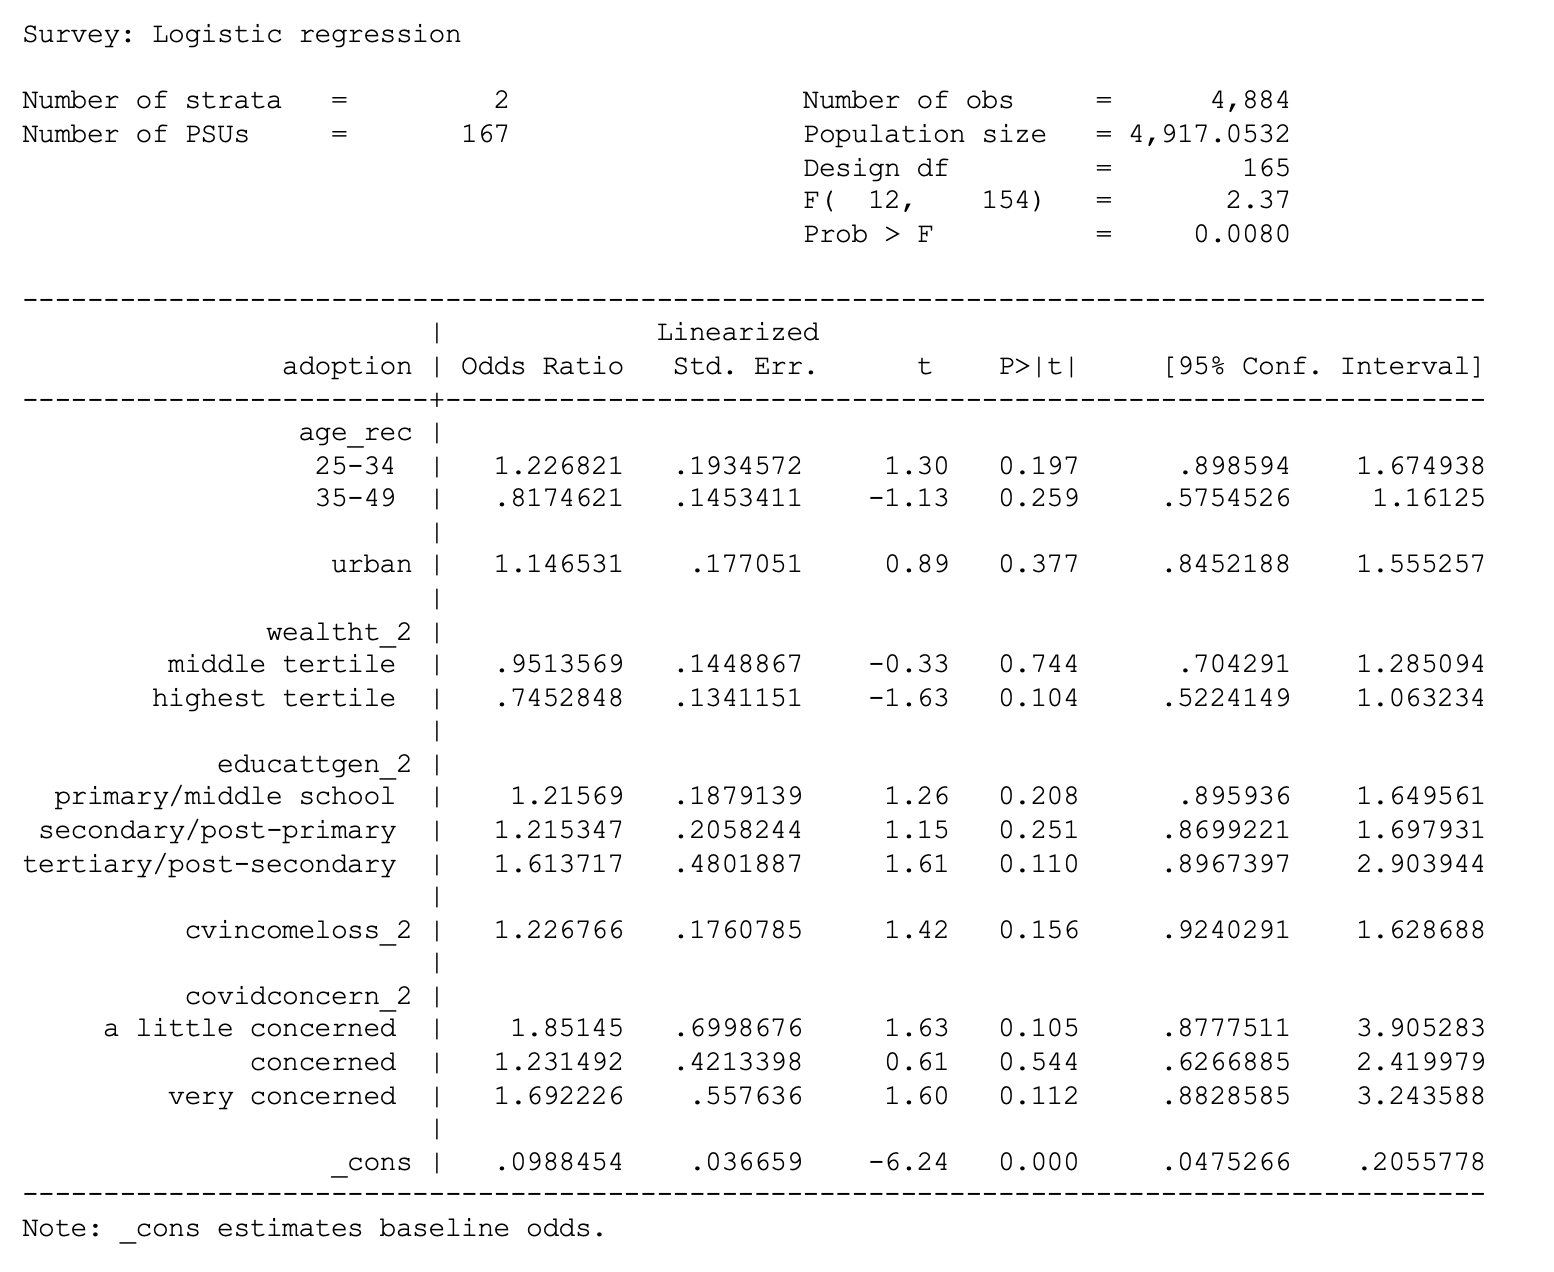 Survey: Logistic regression
Number of strata   =         2                  Number of obs     =      4,884
Number of PSUs     =       167                  Population size   = 4,917.0532
                                                Design df         =        165
                                                F(  12,    154)   =       2.37
                                                Prob > F          =     0.0080
------------------------------------------------------------------------------------------
                         |             Linearized
                adoption | Odds Ratio   Std. Err.      t    P>|t|     [95% Conf. Interval]
-------------------------+----------------------------------------------------------------
                 age_rec |
                  25-34  |   1.226821   .1934572     1.30   0.197      .898594    1.674938
                  35-49  |   .8174621   .1453411    -1.13   0.259     .5754526     1.16125
                         |
                   urban |   1.146531    .177051     0.89   0.377     .8452188    1.555257
                         |
               wealtht_2 |
         middle tertile  |   .9513569   .1448867    -0.33   0.744      .704291    1.285094
        highest tertile  |   .7452848   .1341151    -1.63   0.104     .5224149    1.063234
                         |
            educattgen_2 |
  primary/middle school  |    1.21569   .1879139     1.26   0.208      .895936    1.649561
 secondary/post-primary  |   1.215347   .2058244     1.15   0.251     .8699221    1.697931
tertiary/post-secondary  |   1.613717   .4801887     1.61   0.110     .8967397    2.903944
                         |
          cvincomeloss_2 |   1.226766   .1760785     1.42   0.156     .9240291    1.628688
                         |
          covidconcern_2 |
     a little concerned  |    1.85145   .6998676     1.63   0.105     .8777511    3.905283
              concerned  |   1.231492   .4213398     0.61   0.544     .6266885    2.419979
         very concerned  |   1.692226    .557636     1.60   0.112     .8828585    3.243588
                         |
                   _cons |   .0988454    .036659    -6.24   0.000     .0475266    .2055778
------------------------------------------------------------------------------------------
Note: _cons estimates baseline odds.